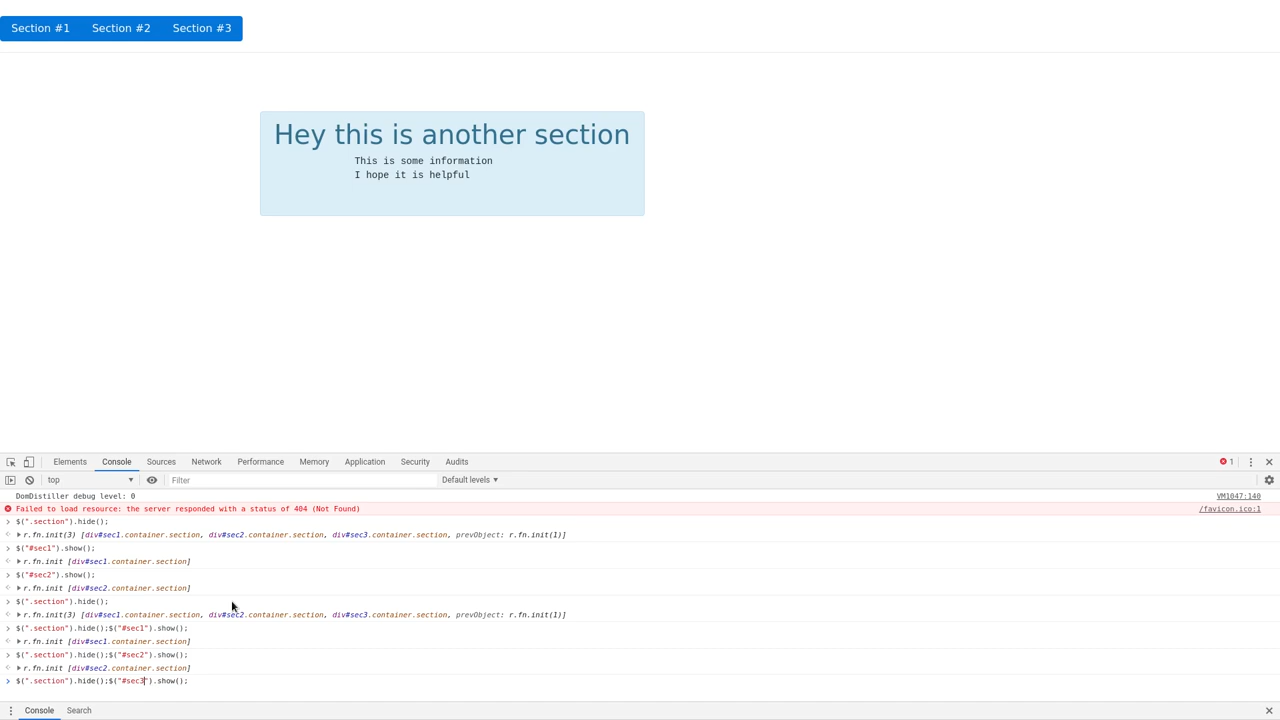 Section #1 Section #2 Section #3
Hey this is another section
This is some information
I hope it is helpful
Elements Console Sources Network Performance Memory Application Security Audits 1
top Filter Default levels
DomDistiller debug level: 0 VM1047:140
Failed to load resource: the server responded with a status of 404 (Not Found) /favicon.ico:1
> $(".section").hide();
r.fn.init(3) [div#sec1.container.section, div#sec2.container.section, div#sec3.container.section, prevObject: r.fn.init(1)]
> $("#sec1").show();
r.fn.init [div#sec1.container.section]
> $("#sec2").show();
r.fn.init [div#sec2.container.section]
> $(".section").hide();
r.fn.init(3) [div#sec1.container.section, div#sec2.container.section, div#sec3.container.section, prevObject: r.fn.init(1)]
> $(".section").hide();$("#sec1").show();
r.fn.init [div#sec1.container.section]
> $(".section").hide();$("#sec2").show();
r.fn.init [div#sec2.container.section]
> $(".section").hide();$("#sec3").show();
Console Search